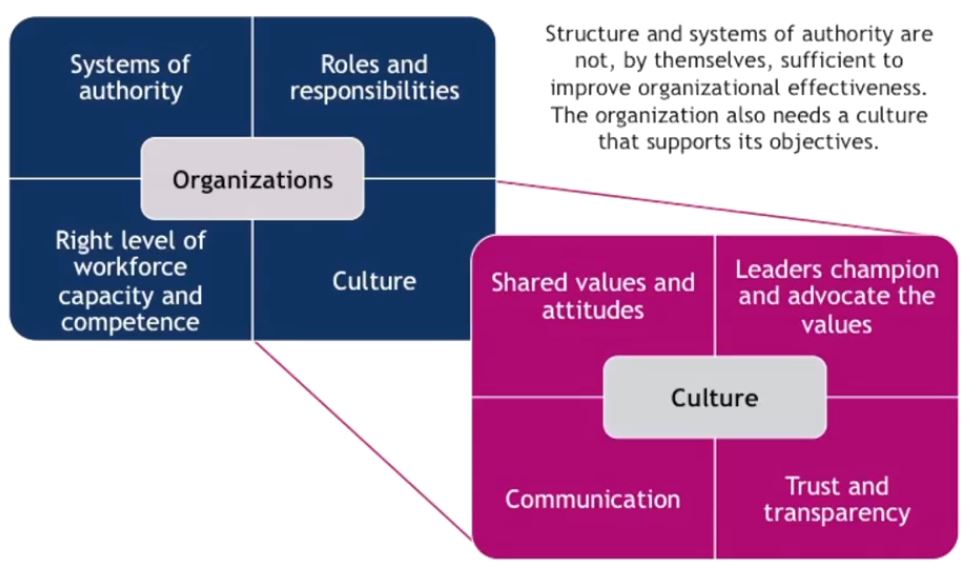 Systems of
authority
Roles and
responsibilities
Organizations
Right level of
workforce
capacity and
competence
Culture
Structure and systems of authority are
not, by themselves, sufficient to
improve organizational effectiveness.
The organization also needs a culture
that supports its objectives.
Shared values and
attitudes
Leaders champion
and advocate the
values
Culture
Communication
Trust and
transparency